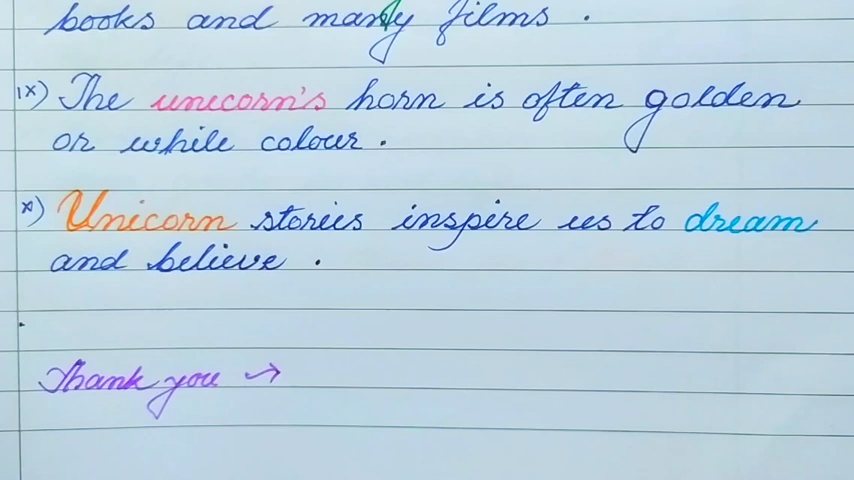 books and many films .
ix) The unicorn's horn is often golden
or while colour .
x) Unicorn stories inspire us to dream
and believe .
Thank you →